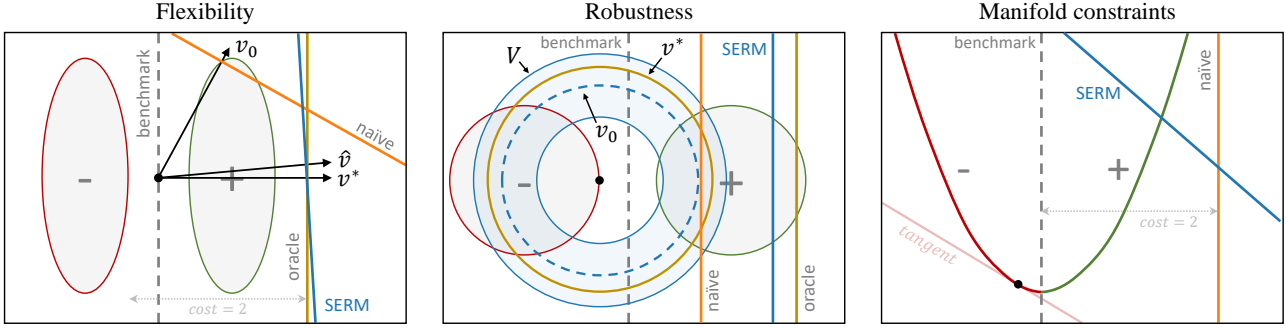 Flexibility
v₀
benchmark
naïve
v̂
v*
-
+
oracle
cost = 2
SERM
Robustness
benchmark
SERM
V
v*
v₀
-
+
naïve
oracle
Manifold constraints
benchmark
SERM
naïve
-
+
cost = 2
tangent